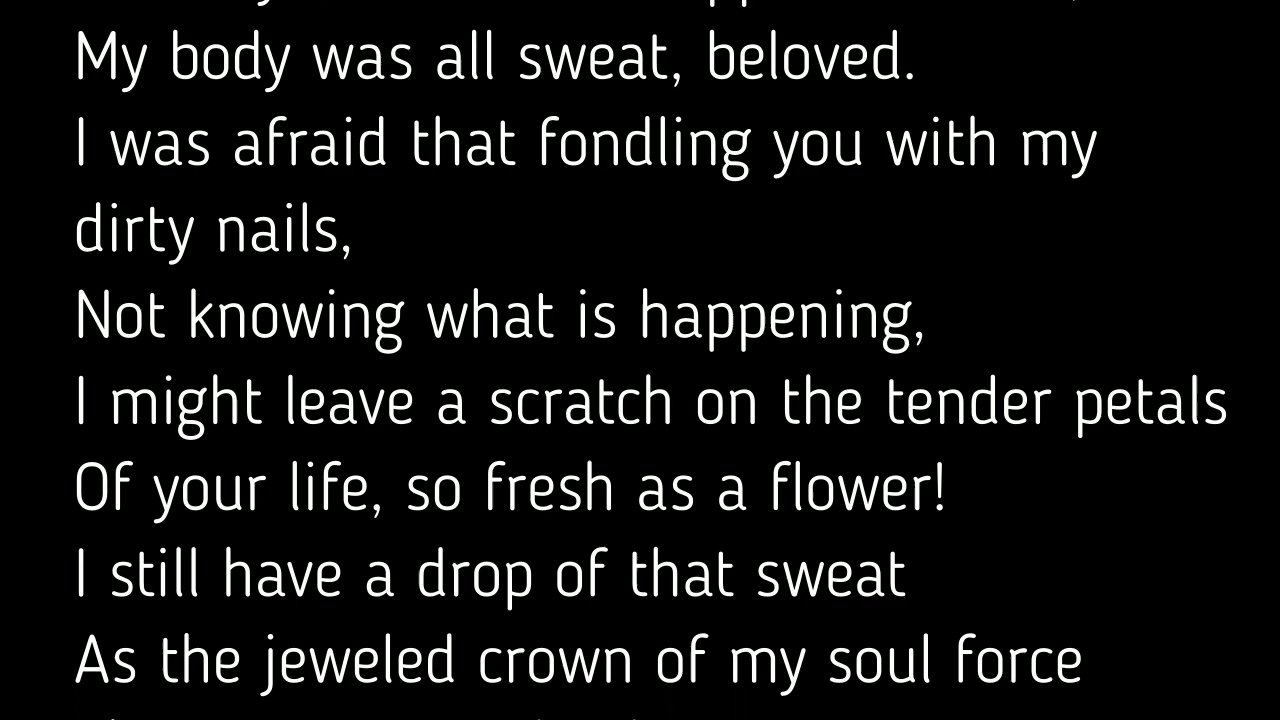 My body was all sweat, beloved.
I was afraid that fondling you with my
dirty nails,
Not knowing what is happening,
I might leave a scratch on the tender petals
Of your life, so fresh as a flower!
I still have a drop of that sweat
As the jeweled crown of my soul force